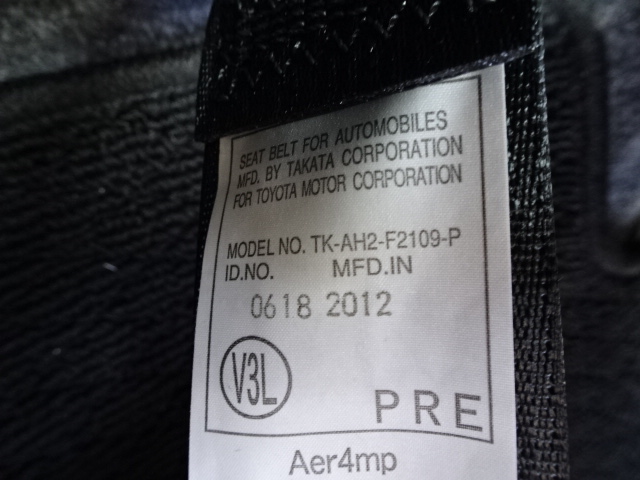 SEAT BELT FOR AUTOMOBILES
MFD. BY TAKATA CORPORATION
FOR TOYOTA MOTOR CORPORATION
MODEL NO. TK-AH2-F2109-P
ID.NO. MFD.IN
0618 2012
V3L
PRE
Aer4mp